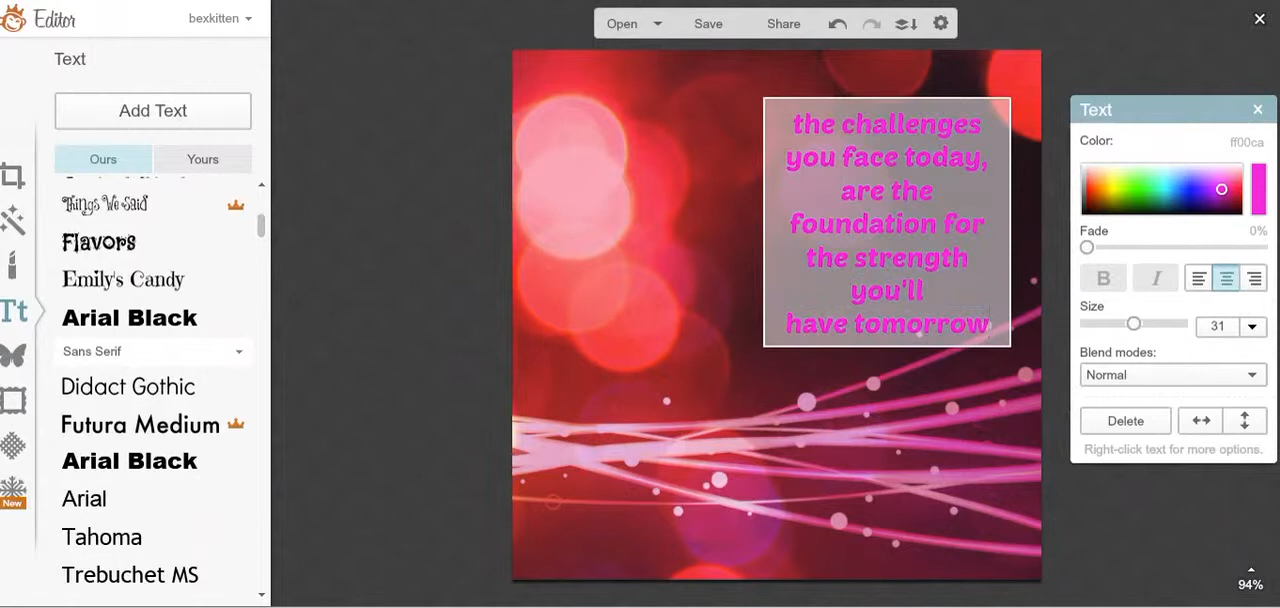 Editor
bexkitten
Open
Save
Share
Text
Add Text
Ours
Yours
Things We Said
Flavors
Emily's Candy
Arial Black
Sans Serif
Didact Gothic
Futura Medium
Arial Black
Arial
Tahoma
Trebuchet MS
Tt
New
the challenges
you face today,
are the
foundation for
the strength
you'll
have tomorrow
Text
Color:
ff00ca
Fade
0%
B
I
Size
31
Blend modes:
Normal
Delete
Right-click text for more options.
94%